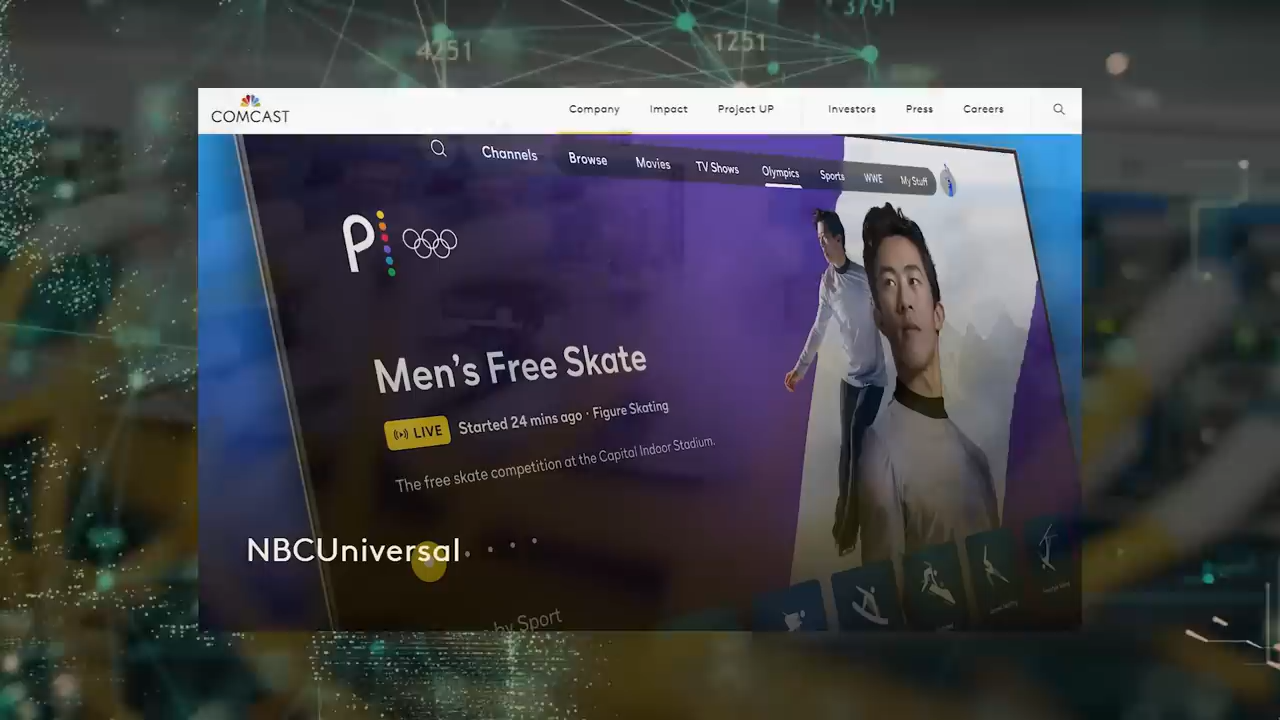 3791
4251
1251
COMCAST
Company Impact Project UP Investors Press Careers
Channels Browse Movies TV Shows Olympics Sports WWE My Stuff
Men's Free Skate
LIVE Started 24 mins ago · Figure Skating
The free skate competition at the Capital Indoor Stadium.
NBCUniversal
by Sport